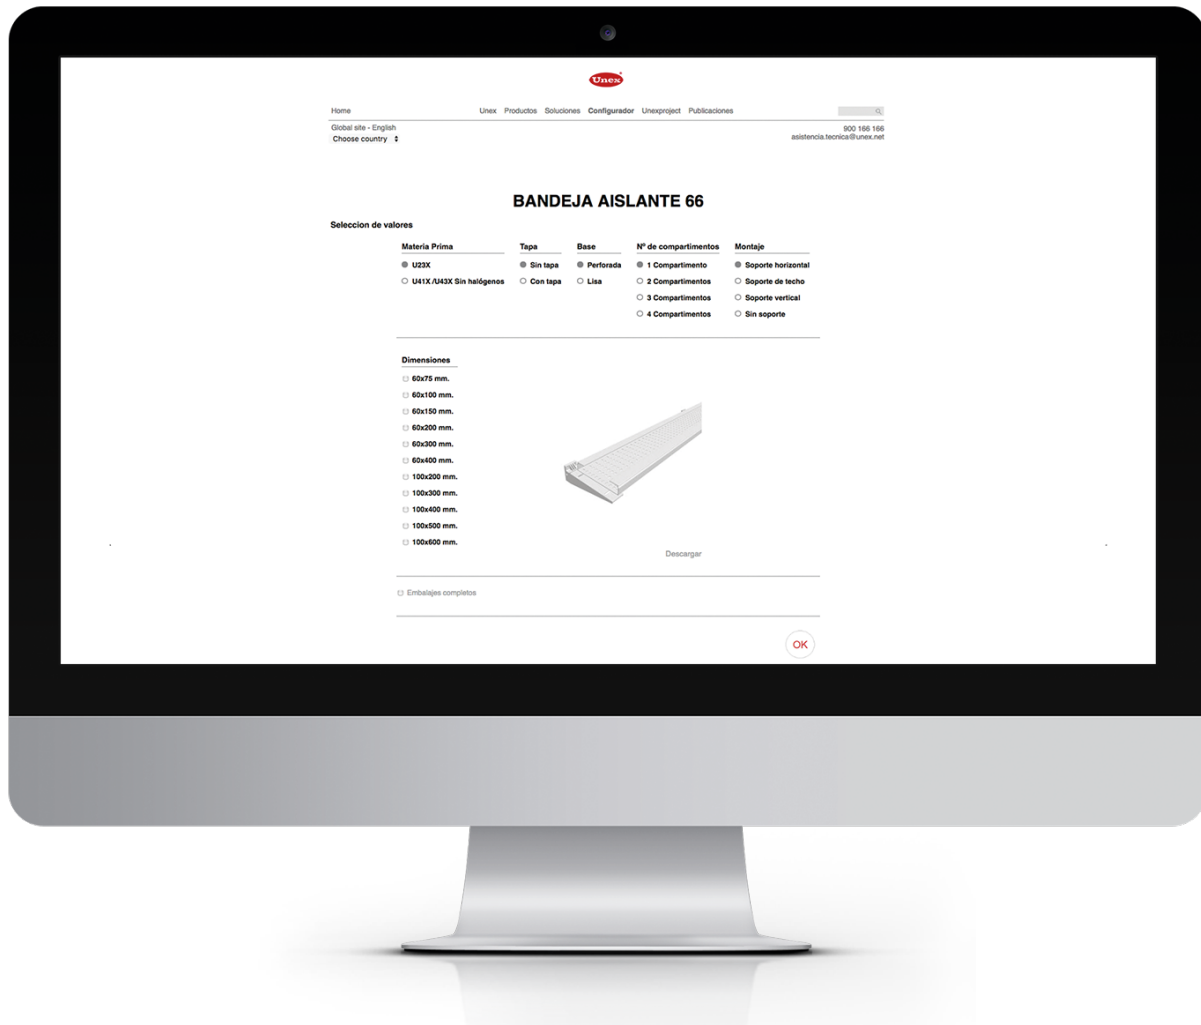 Unex
Home Unex Productos Soluciones Configurador Unexproject Publicaciones
Global site - English 900 166 166
Choose country asistencia.tecnica@unex.net
BANDEJA AISLANTE 66
Seleccion de valores
Materia Prima Tapa Base Nº de compartimentos Montaje
U23X Sin tapa Perforada 1 Compartimento Soporte horizontal
U41X /U43X Sin halógenos Con tapa Lisa 2 Compartimentos Soporte de techo
3 Compartimentos Soporte vertical
4 Compartimentos Sin soporte
Dimensiones
60x75 mm.
60x100 mm.
60x150 mm.
60x200 mm.
60x300 mm.
60x400 mm.
100x200 mm.
100x300 mm.
100x400 mm.
100x500 mm.
100x600 mm.
Descargar
Embalajes completos
OK